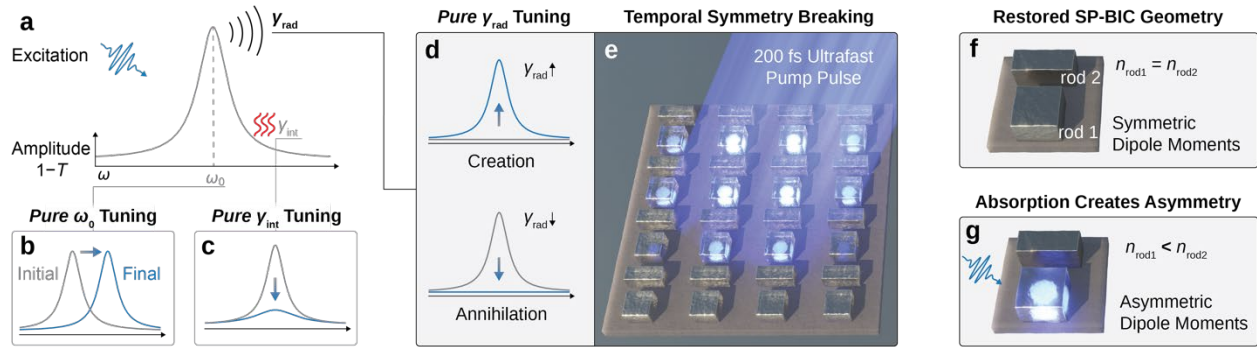 a
Excitation
γrad
γint
Amplitude
1−T
ω
ω0
Pure ω0 Tuning
b
Initial
Final
Pure γint Tuning
c
Pure γrad Tuning
d
γrad↑
Creation
γrad↓
Annihilation
Temporal Symmetry Breaking
e
200 fs Ultrafast
Pump Pulse
Restored SP-BIC Geometry
f
rod 2
rod 1
nrod1 = nrod2
Symmetric
Dipole Moments
Absorption Creates Asymmetry
g
nrod1 < nrod2
Asymmetric
Dipole Moments